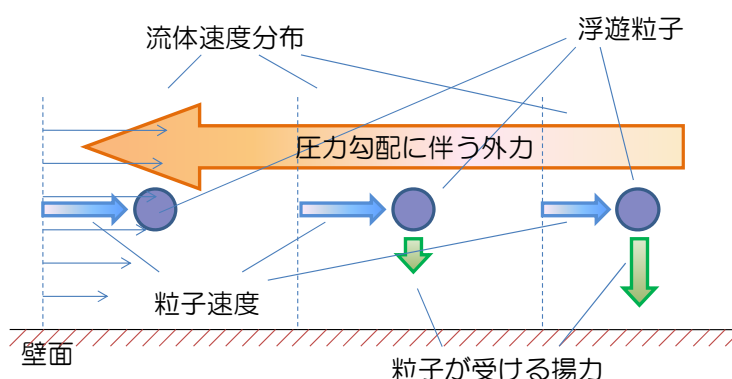 流体速度分布
浮遊粒子
圧力勾配に伴う外力
粒子速度
壁面
粒子が受ける揚力